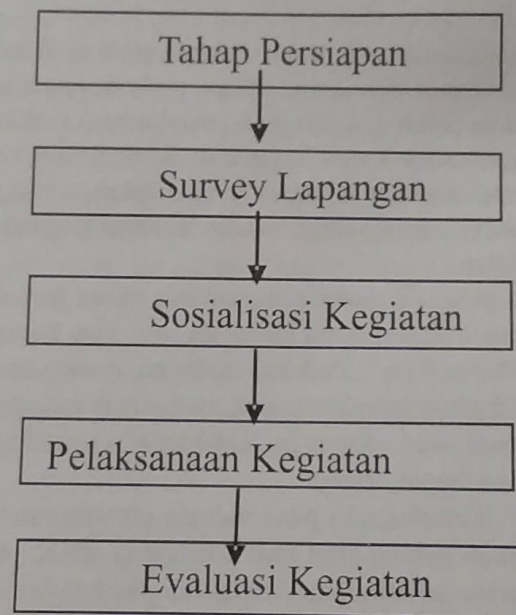 Tahap Persiapan
Survey Lapangan
Sosialisasi Kegiatan
Pelaksanaan Kegiatan
Evaluasi Kegiatan